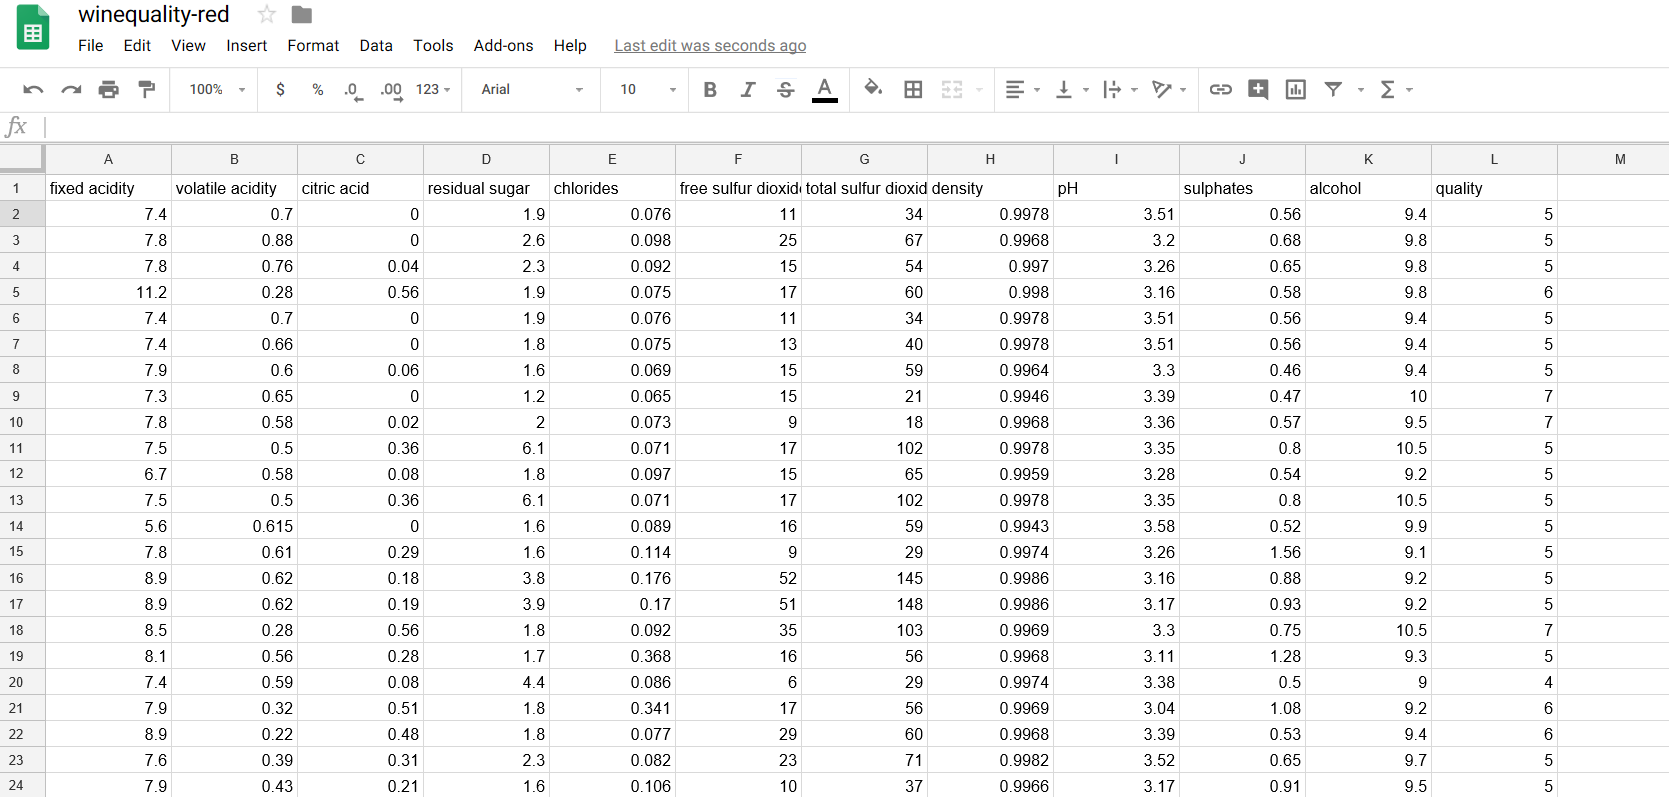 winequality-red
File Edit View Insert Format Data Tools Add-ons Help Last edit was seconds ago
100% $ % .0 .00 123 Arial 10 B I S A Σ
fx
A B C D E F G H I J K L M
1 fixed acidity volatile acidity citric acid residual sugar chlorides free sulfur dioxid total sulfur dioxid density pH sulphates alcohol quality
2 7.4 0.7 0 1.9 0.076 11 34 0.9978 3.51 0.56 9.4 5
3 7.8 0.88 0 2.6 0.098 25 67 0.9968 3.2 0.68 9.8 5
4 7.8 0.76 0.04 2.3 0.092 15 54 0.997 3.26 0.65 9.8 5
5 11.2 0.28 0.56 1.9 0.075 17 60 0.998 3.16 0.58 9.8 6
6 7.4 0.7 0 1.9 0.076 11 34 0.9978 3.51 0.56 9.4 5
7 7.4 0.66 0 1.8 0.075 13 40 0.9978 3.51 0.56 9.4 5
8 7.9 0.6 0.06 1.6 0.069 15 59 0.9964 3.3 0.46 9.4 5
9 7.3 0.65 0 1.2 0.065 15 21 0.9946 3.39 0.47 10 7
10 7.8 0.58 0.02 2 0.073 9 18 0.9968 3.36 0.57 9.5 7
11 7.5 0.5 0.36 6.1 0.071 17 102 0.9978 3.35 0.8 10.5 5
12 6.7 0.58 0.08 1.8 0.097 15 65 0.9959 3.28 0.54 9.2 5
13 7.5 0.5 0.36 6.1 0.071 17 102 0.9978 3.35 0.8 10.5 5
14 5.6 0.615 0 1.6 0.089 16 59 0.9943 3.58 0.52 9.9 5
15 7.8 0.61 0.29 1.6 0.114 9 29 0.9974 3.26 1.56 9.1 5
16 8.9 0.62 0.18 3.8 0.176 52 145 0.9986 3.16 0.88 9.2 5
17 8.9 0.62 0.19 3.9 0.17 51 148 0.9986 3.17 0.93 9.2 5
18 8.5 0.28 0.56 1.8 0.092 35 103 0.9969 3.3 0.75 10.5 7
19 8.1 0.56 0.28 1.7 0.368 16 56 0.9968 3.11 1.28 9.3 5
20 7.4 0.59 0.08 4.4 0.086 6 29 0.9974 3.38 0.5 9 4
21 7.9 0.32 0.51 1.8 0.341 17 56 0.9969 3.04 1.08 9.2 6
22 8.9 0.22 0.48 1.8 0.077 29 60 0.9968 3.39 0.53 9.4 6
23 7.6 0.39 0.31 2.3 0.082 23 71 0.9982 3.52 0.65 9.7 5
24 7.9 0.43 0.21 1.6 0.106 10 37 0.9966 3.17 0.91 9.5 5